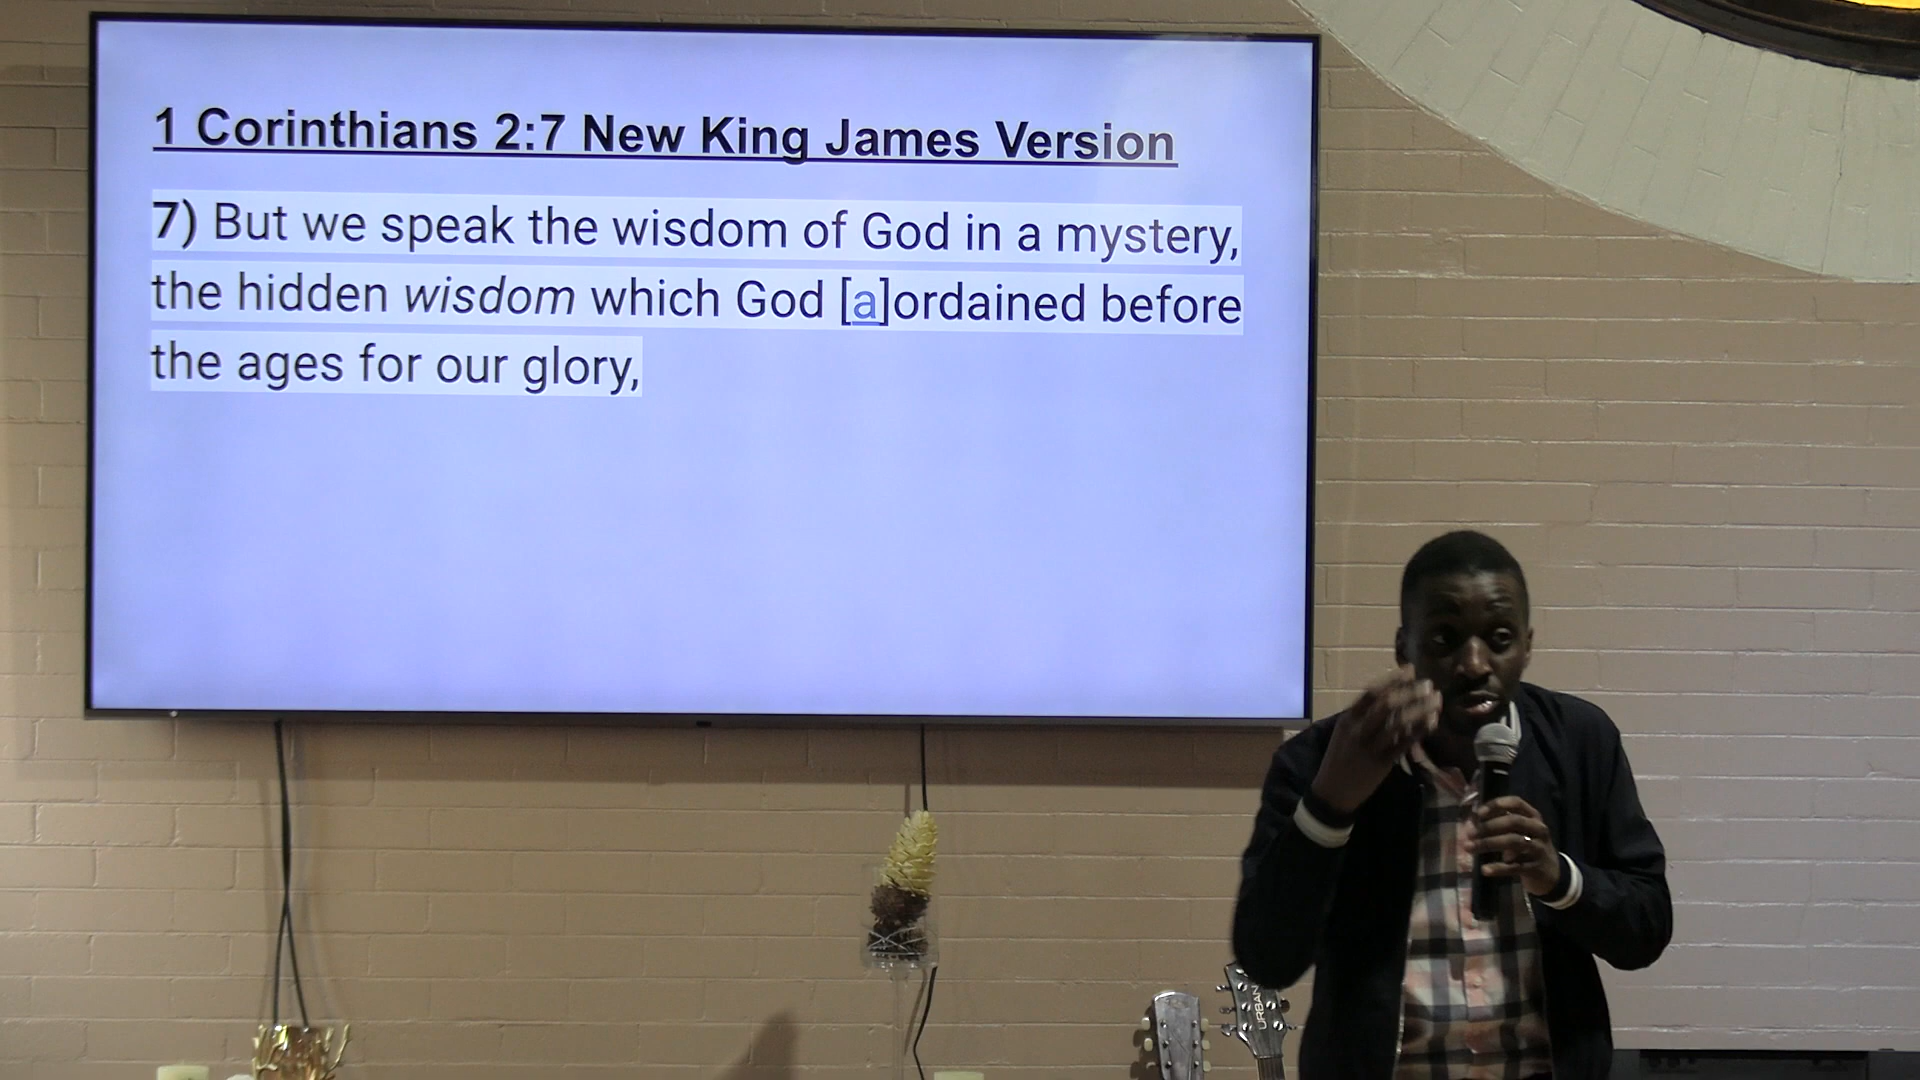 1 Corinthians 2:7 New King James Version
7) But we speak the wisdom of God in a mystery,
the hidden wisdom which God [a]ordained before
the ages for our glory,
URBAN